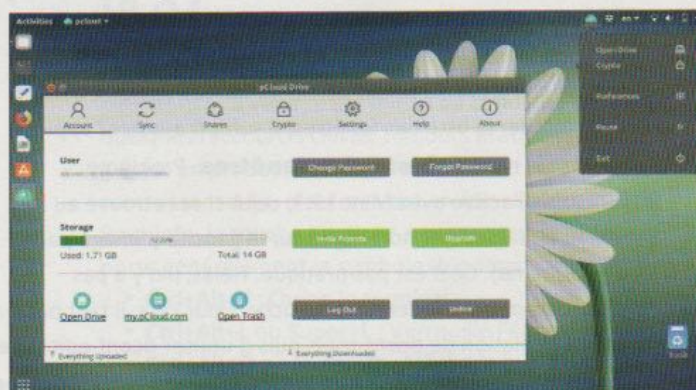 Activities pcloud
en
Open Drive
Crypto
Preferences
Pause
Exit
pCloud Drive
Account Sync Shares Crypto Settings Help About
User
Change Password Forgot Password
Storage
Invite Friends Upgrade
Used: 1.71 GB Total: 14 GB
Open Drive my.pCloud.com Open Trash
Log Out Unlink
Everything Uploaded Everything Downloaded
Trash